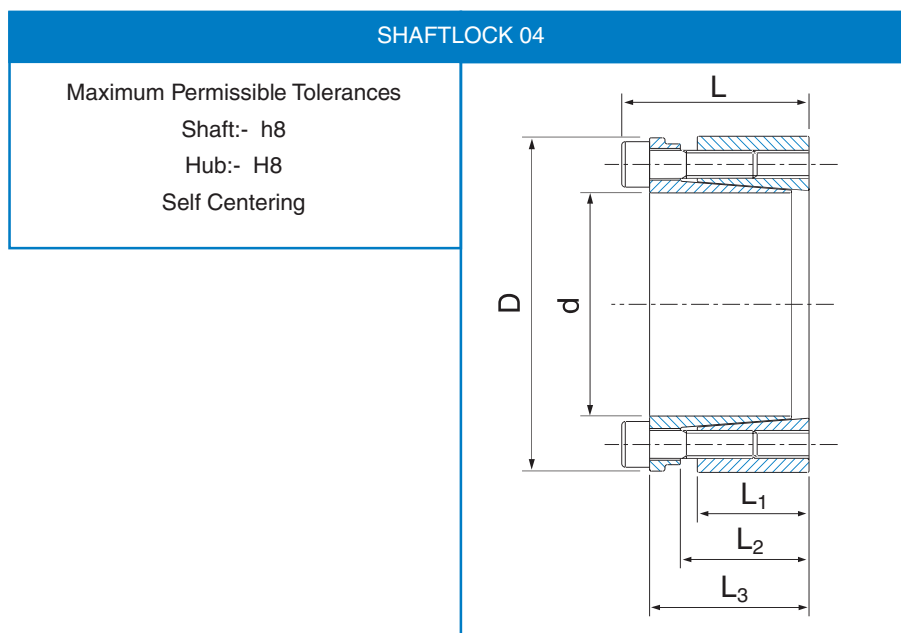 SHAFTLOCK 04
Maximum Permissible Tolerances
Shaft:- h8
Hub:- H8
Self Centering
L
D
d
L₁
L₂
L₃